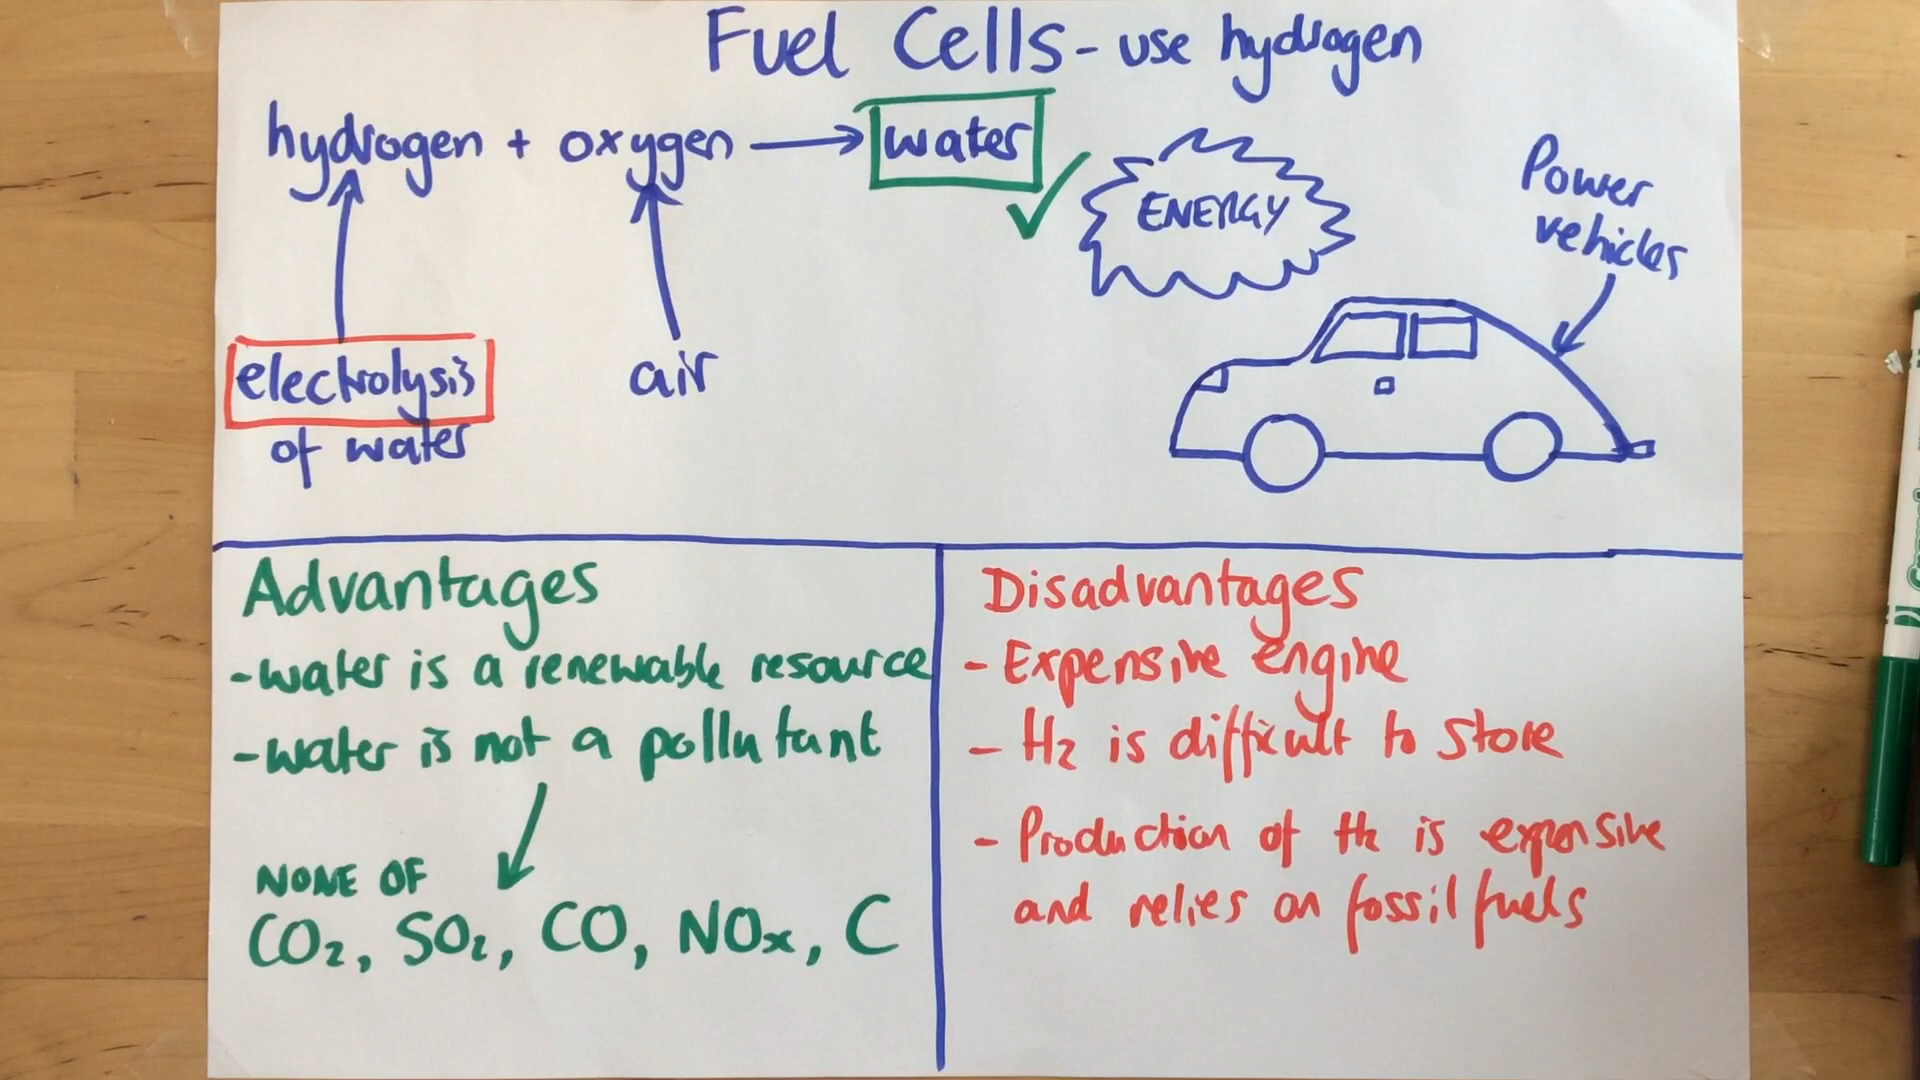 Fuel Cells - use hydrogen
hydrogen + oxygen → water
ENERGY
Power
vehicles
electrolysis
of water
air
Advantages
- water is a renewable resource
- water is not a pollutant
NONE OF
CO₂, SO₂, CO, NOx, C
Disadvantages
- Expensive engine
- H₂ is difficult to store
- Production of H₂ is expensive
and relies on fossil fuels